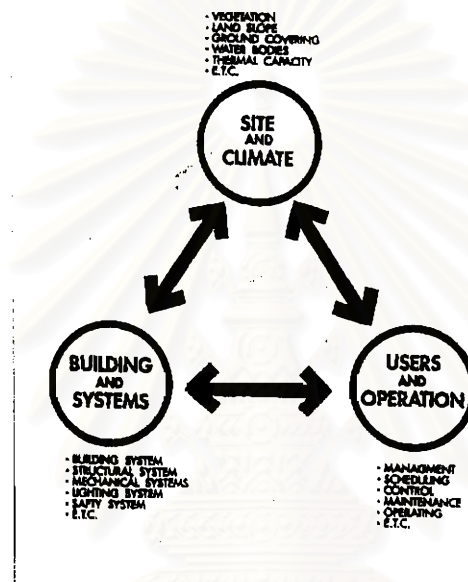 • VEGETATION
• LAND SLOPE
• GROUND COVERING
• WATER BODIES
• THERMAL CAPACITY
• E.T.C.
SITE
AND
CLIMATE
BUILDING
AND
SYSTEMS
• BUILDING SYSTEM
• STRUCTURAL SYSTEM
• MECHANICAL SYSTEMS
• LIGHTING SYSTEM
• SAFTY SYSTEM
• E.T.C.
USERS
AND
OPERATION
• MANAGMENT
• SCHEDULING
• CONTROL
• MAINTENANCE
• OPERATING
• E.T.C.